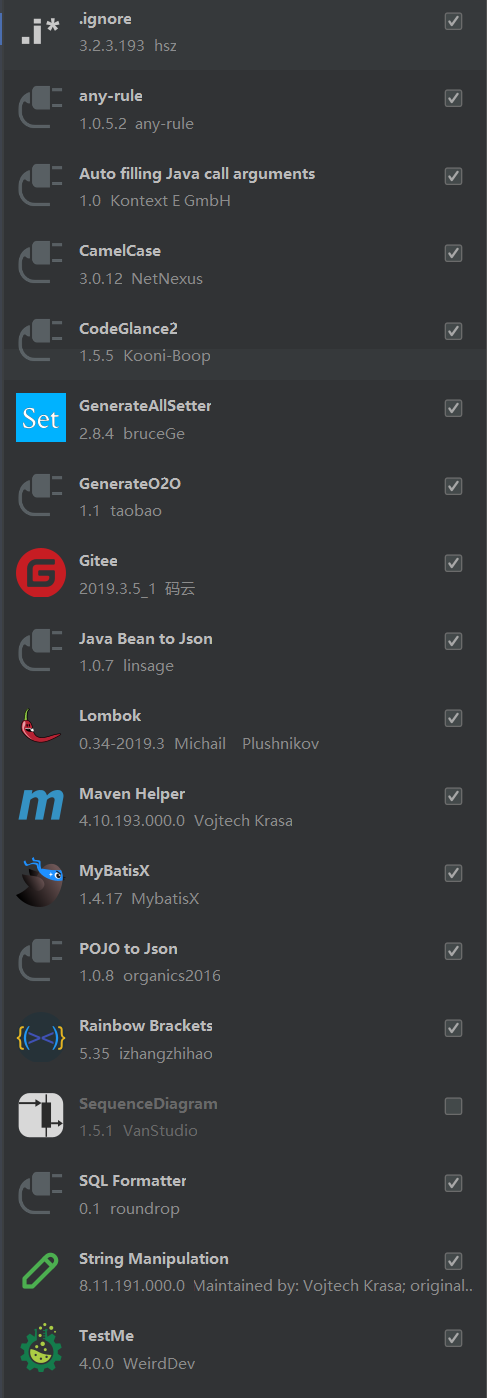 .i*
.ignore
3.2.3.193 hsz
any-rule
1.0.5.2 any-rule
Auto filling Java call arguments
1.0 Kontext E GmbH
CamelCase
3.0.12 NetNexus
CodeGlance2
1.5.5 Kooni-Boop
Set
GenerateAllSetter
2.8.4 bruceGe
GenerateO2O
1.1 taobao
G
Gitee
2019.3.5_1 码云
Java Bean to Json
1.0.7 linsage
Lombok
0.34-2019.3 Michail Plushnikov
m
Maven Helper
4.10.193.000.0 Vojtech Krasa
MyBatisX
1.4.17 MybatisX
POJO to Json
1.0.8 organics2016
{(><)}
Rainbow Brackets
5.35 izhangzhihao
SequenceDiagram
1.5.1 VanStudio
SQL Formatter
0.1 roundrop
String Manipulation
8.11.191.000.0 Maintained by: Vojtech Krasa; original..
TestMe
4.0.0 WeirdDev